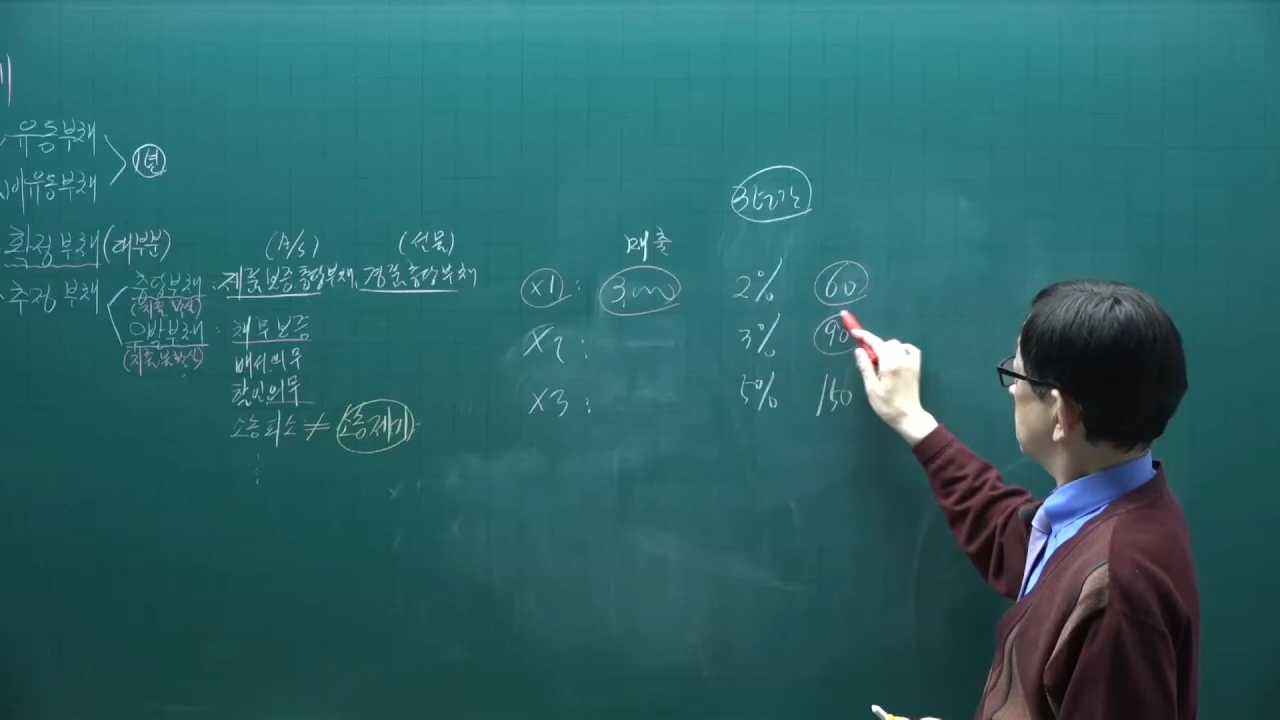 유동부채
비유동부채
1년
확정부채 (대부분)
추정부채
(A/S) (선물)
충당부채 : 제품보증충당부채, 경품충당부채
우발부채 : 채무보증
배서의무
할인의무
소송피소 ≠ 소송제기
3년간
매출
X1 : 3,000 2% 60
X2 : 3% 90
X3 : 5% 150